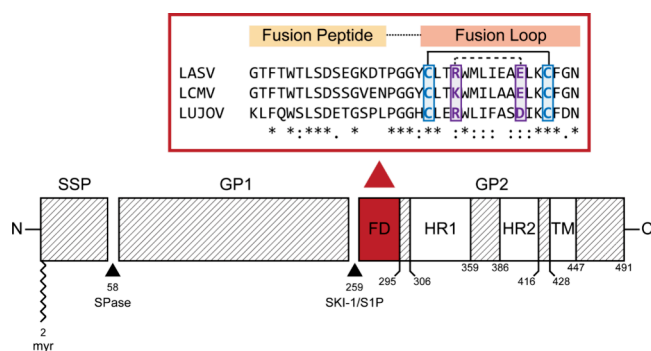 Fusion Peptide Fusion Loop
LASV GTFTWTLSDSEGKDTPGGYCLTRWMLIEAELKCFGN
LCMV GTFTWTLSDSSGVENPGGYCLTKWMILAAELKCFGN
LUJOV KLFQWSLSDETGSPLPGGHCLERWLIFASDIKCFDN
* *:***. * ***:** :*: :::***.*
SSP GP1 GP2
N FD HR1 HR2 TM C
58 259 295 306 359 386 416 428 447 491
SPase SKI-1/S1P
2
myr